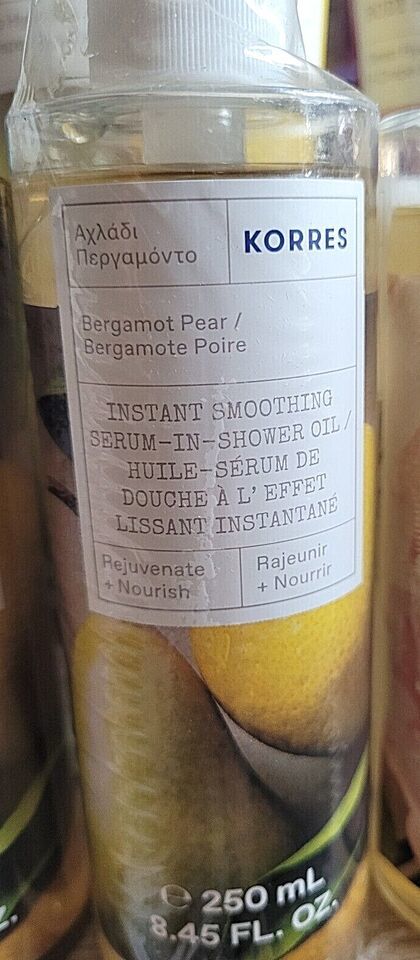 Αχλάδι
Περγαμόντο
KORRES
Bergamot Pear /
Bergamote Poire
INSTANT SMOOTHING
SERUM-IN-SHOWER OIL /
HUILE-SÉRUM DE
DOUCHE À L' EFFET
LISSANT INSTANTANÉ
Rejuvenate
+ Nourish
Rajeunir
+ Nourrir
℮ 250 mL
8.45 FL. OZ.
Z.